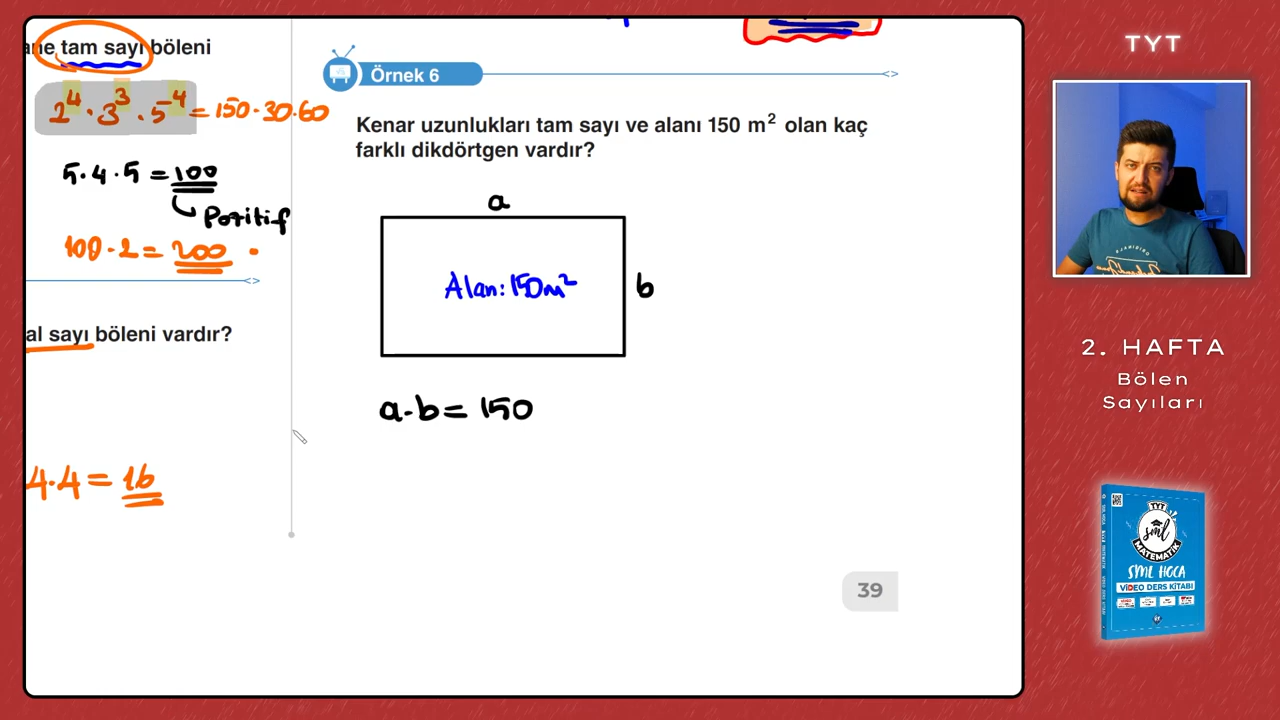 ane tam sayı böleni
2^4 · 3^3 · 5^4 = 150 · 30 · 60
5 · 4 · 5 = 100
Pozitif
100 · 2 = 200
al sayı böleni vardır?
4 · 4 = 16
Örnek 6
Kenar uzunlukları tam sayı ve alanı 150 m² olan kaç
farklı dikdörtgen vardır?
a
Alan: 150m²
b
a · b = 150
39
TYT
2. HAFTA
Bölen
Sayıları
TYT
SML
MATEMATİK
SML HOCA
VİDEO DERS KİTABI